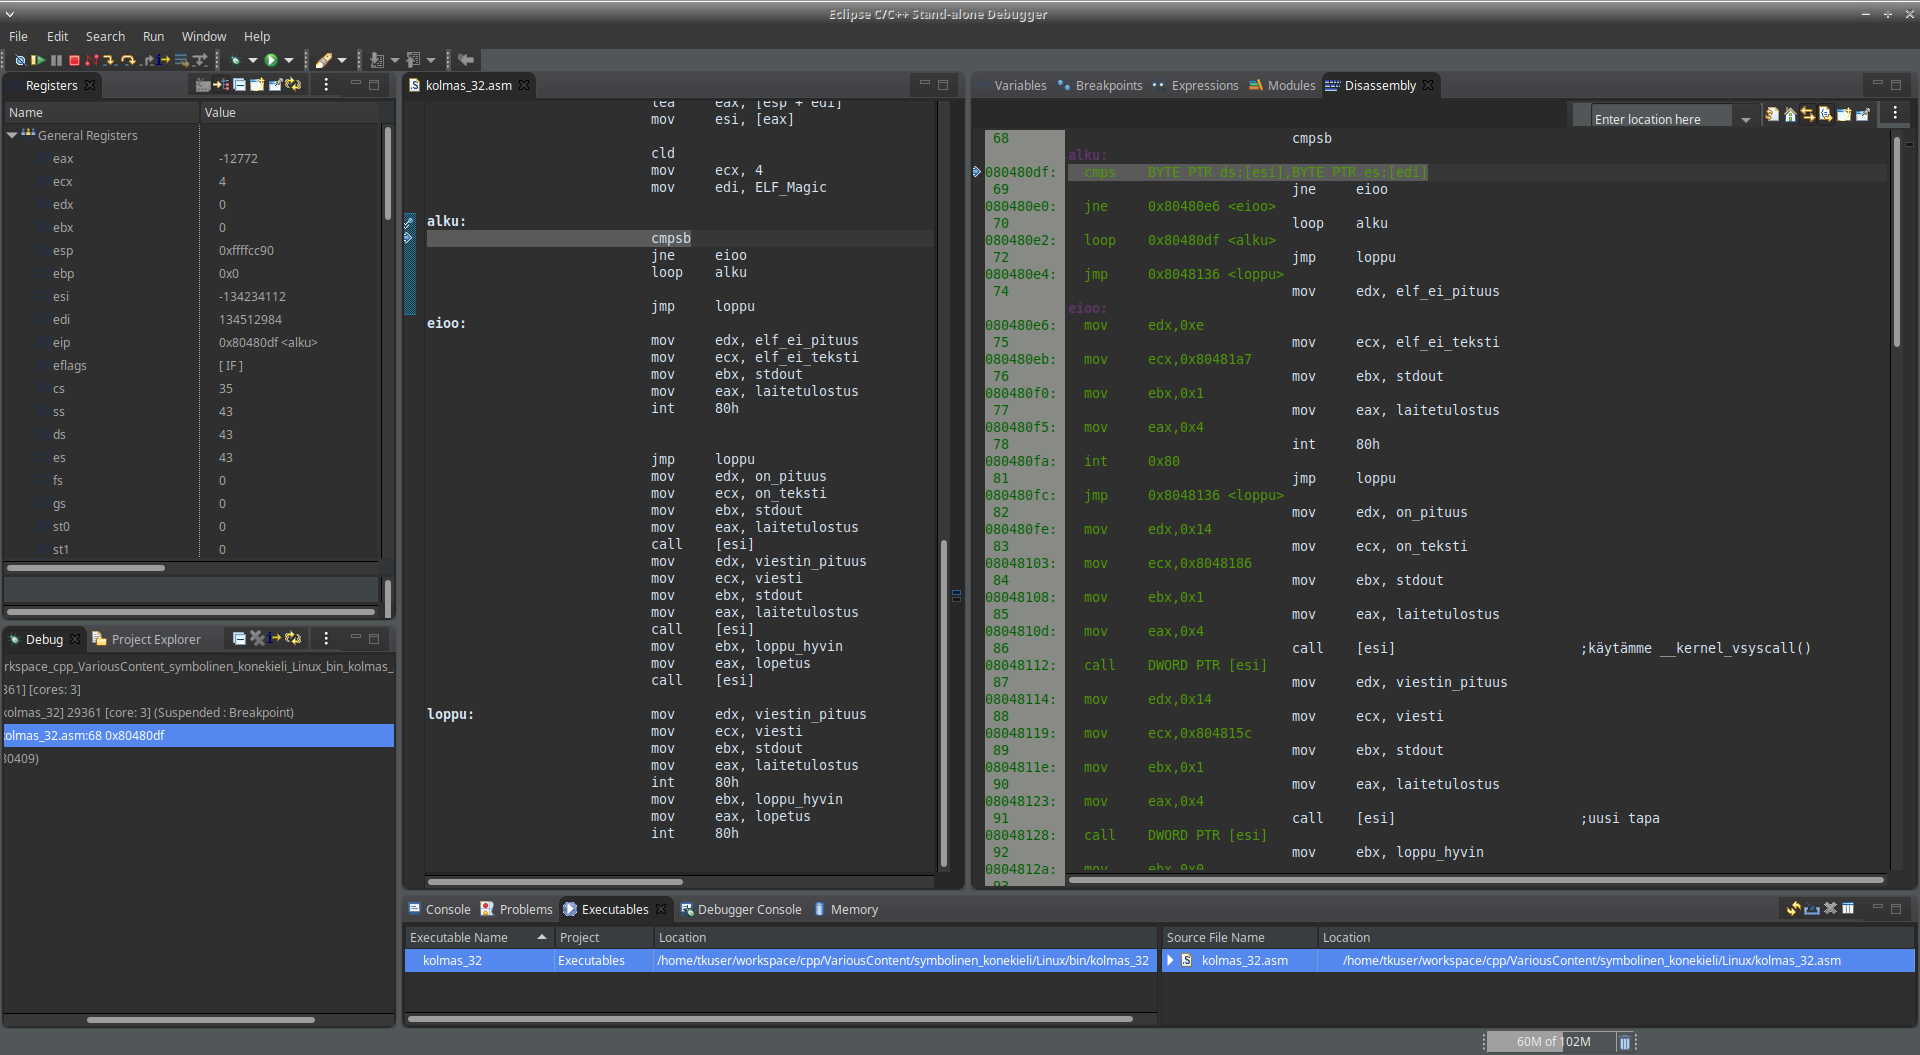 Eclipse C/C++ Stand-alone Debugger
File Edit Search Run Window Help
Registers
Name Value
General Registers
eax -12772
ecx 4
edx 0
ebx 0
esp 0xffffcc90
ebp 0x0
esi -134234112
edi 134512984
eip 0x80480df <alku>
eflags [ IF ]
cs 35
ss 43
ds 43
es 43
fs 0
gs 0
st0 0
st1 0
Debug Project Explorer
rkspace_cpp_VariousContent_symbolinen_konekieli_Linux_bin_kolmas_
361] [cores: 3]
kolmas_32] 29361 [core: 3] (Suspended : Breakpoint)
olmas_32.asm:68 0x80480df
30409)
kolmas_32.asm
lea eax, [esp + edi]
mov esi, [eax]
cld
mov ecx, 4
mov edi, ELF_Magic
alku:
cmpsb
jne eioo
loop alku
jmp loppu
eioo:
mov edx, elf_ei_pituus
mov ecx, elf_ei_teksti
mov ebx, stdout
mov eax, laitetulostus
int 80h
jmp loppu
mov edx, on_pituus
mov ecx, on_teksti
mov ebx, stdout
mov eax, laitetulostus
call [esi]
mov edx, viestin_pituus
mov ecx, viesti
mov ebx, stdout
mov eax, laitetulostus
call [esi]
mov ebx, loppu_hyvin
mov eax, lopetus
call [esi]
loppu: mov edx, viestin_pituus
mov ecx, viesti
mov ebx, stdout
mov eax, laitetulostus
int 80h
mov ebx, loppu_hyvin
mov eax, lopetus
int 80h
Variables Breakpoints Expressions Modules Disassembly
Enter location here
68 cmpsb
alku:
080480df: cmps BYTE PTR ds:[esi],BYTE PTR es:[edi]
69 jne eioo
080480e0: jne 0x80480e6 <eioo>
70 loop alku
080480e2: loop 0x80480df <alku>
72 jmp loppu
080480e4: jmp 0x8048136 <loppu>
74 mov edx, elf_ei_pituus
eioo:
080480e6: mov edx,0xe
75 mov ecx, elf_ei_teksti
080480eb: mov ecx,0x80481a7
76 mov ebx, stdout
080480f0: mov ebx,0x1
77 mov eax, laitetulostus
080480f5: mov eax,0x4
78 int 80h
080480fa: int 0x80
81 jmp loppu
080480fc: jmp 0x8048136 <loppu>
82 mov edx, on_pituus
080480fe: mov edx,0x14
83 mov ecx, on_teksti
08048103: mov ecx,0x8048186
84 mov ebx, stdout
08048108: mov ebx,0x1
85 mov eax, laitetulostus
0804810d: mov eax,0x4
86 call [esi] ;käytämme __kernel_vsyscall()
08048112: call DWORD PTR [esi]
87 mov edx, viestin_pituus
08048114: mov edx,0x14
88 mov ecx, viesti
08048119: mov ecx,0x804815c
89 mov ebx, stdout
0804811e: mov ebx,0x1
90 mov eax, laitetulostus
08048123: mov eax,0x4
91 call [esi] ;uusi tapa
08048128: call DWORD PTR [esi]
92 mov ebx, loppu_hyvin
0804812a: mov ebx,0x0
93
Console Problems Executables Debugger Console Memory
Executable Name Project Location
kolmas_32 Executables /home/tkuser/workspace/cpp/VariousContent/symbolinen_konekieli/Linux/bin/kolmas_32
Source File Name Location
kolmas_32.asm /home/tkuser/workspace/cpp/VariousContent/symbolinen_konekieli/Linux/kolmas_32.asm
60M of 102M